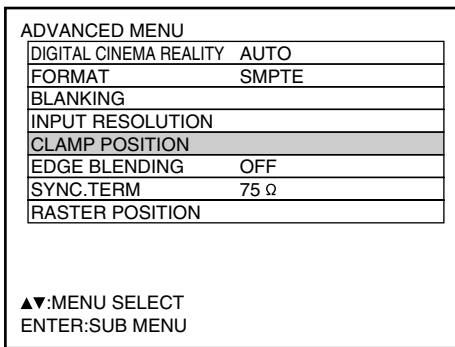 ADVANCED MENU
DIGITAL CINEMA REALITY AUTO
FORMAT SMPTE
BLANKING
INPUT RESOLUTION
CLAMP POSITION
EDGE BLENDING OFF
SYNC.TERM 75 Ω
RASTER POSITION
▲▼:MENU SELECT
ENTER:SUB MENU